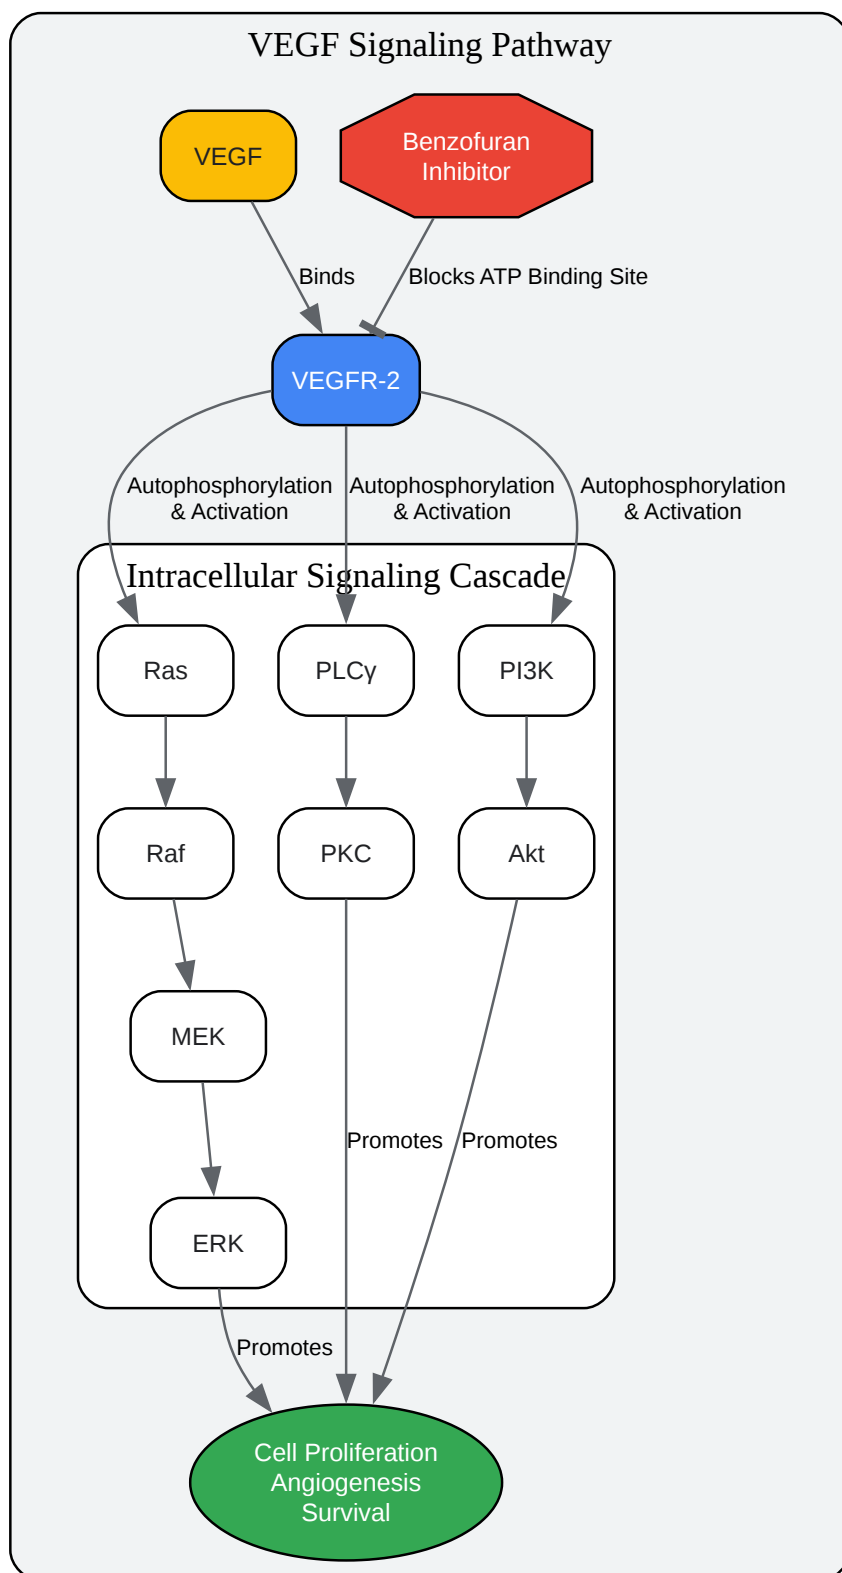 VEGF Signaling Pathway
VEGF
Benzofuran
Inhibitor
Binds
Blocks ATP Binding Site
VEGFR-2
Autophosphorylation
& Activation
Autophosphorylation
& Activation
Autophosphorylation
& Activation
Intracellular Signaling Cascade
Ras
PLCγ
PI3K
Raf
PKC
Akt
MEK
Promotes
Promotes
ERK
Promotes
Cell Proliferation
Angiogenesis
Survival